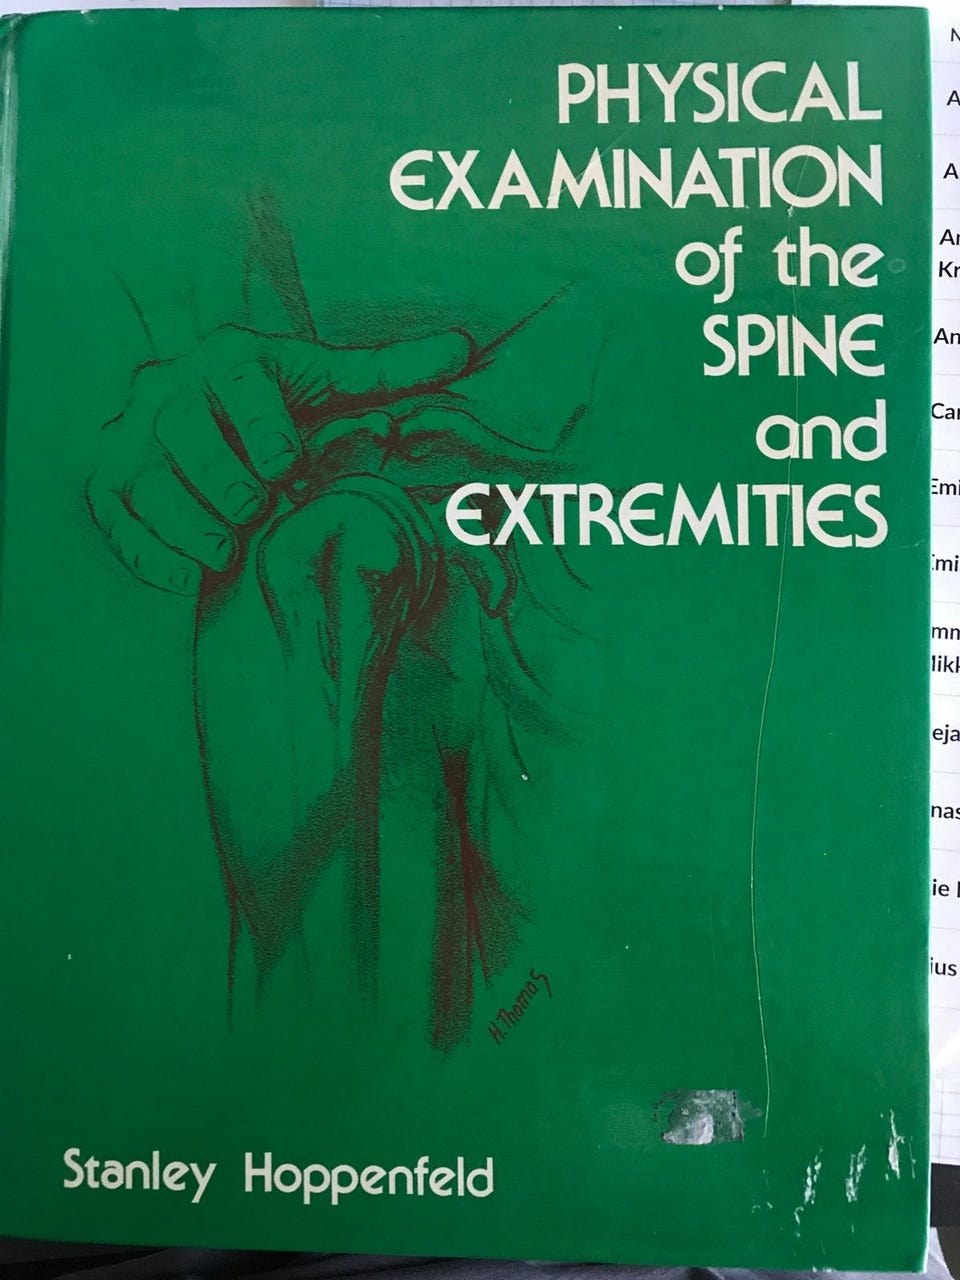 PHYSICAL
EXAMINATION
of the
SPINE
and
EXTREMITIES
H. Thomas
Stanley Hoppenfeld